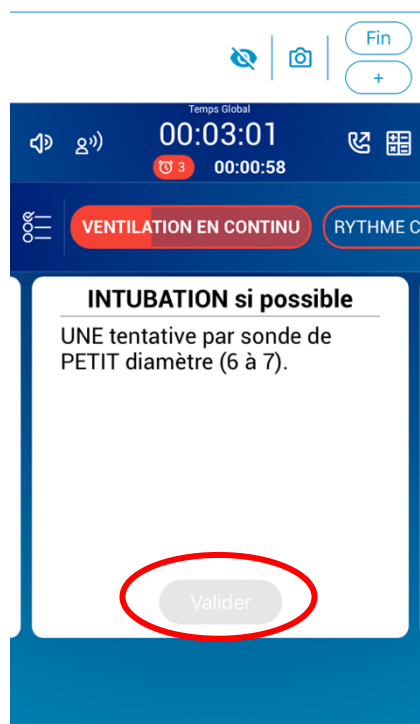 Fin
+
Temps Global
00:03:01
3 00:00:58
VENTILATION EN CONTINU
RYTHME C
INTUBATION si possible
UNE tentative par sonde de
PETIT diamètre (6 à 7).
Valider